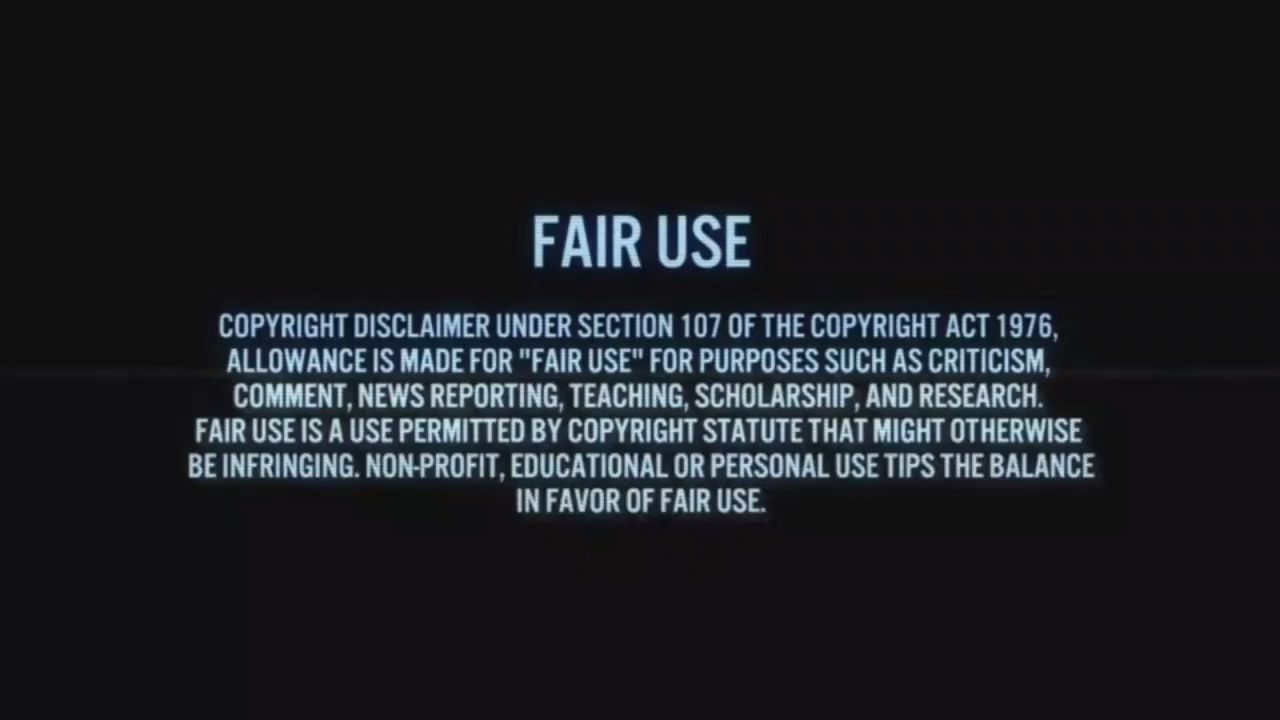 FAIR USE
COPYRIGHT DISCLAIMER UNDER SECTION 107 OF THE COPYRIGHT ACT 1976,
ALLOWANCE IS MADE FOR "FAIR USE" FOR PURPOSES SUCH AS CRITICISM,
COMMENT, NEWS REPORTING, TEACHING, SCHOLARSHIP, AND RESEARCH.
FAIR USE IS A USE PERMITTED BY COPYRIGHT STATUTE THAT MIGHT OTHERWISE
BE INFRINGING. NON-PROFIT, EDUCATIONAL OR PERSONAL USE TIPS THE BALANCE
IN FAVOR OF FAIR USE.